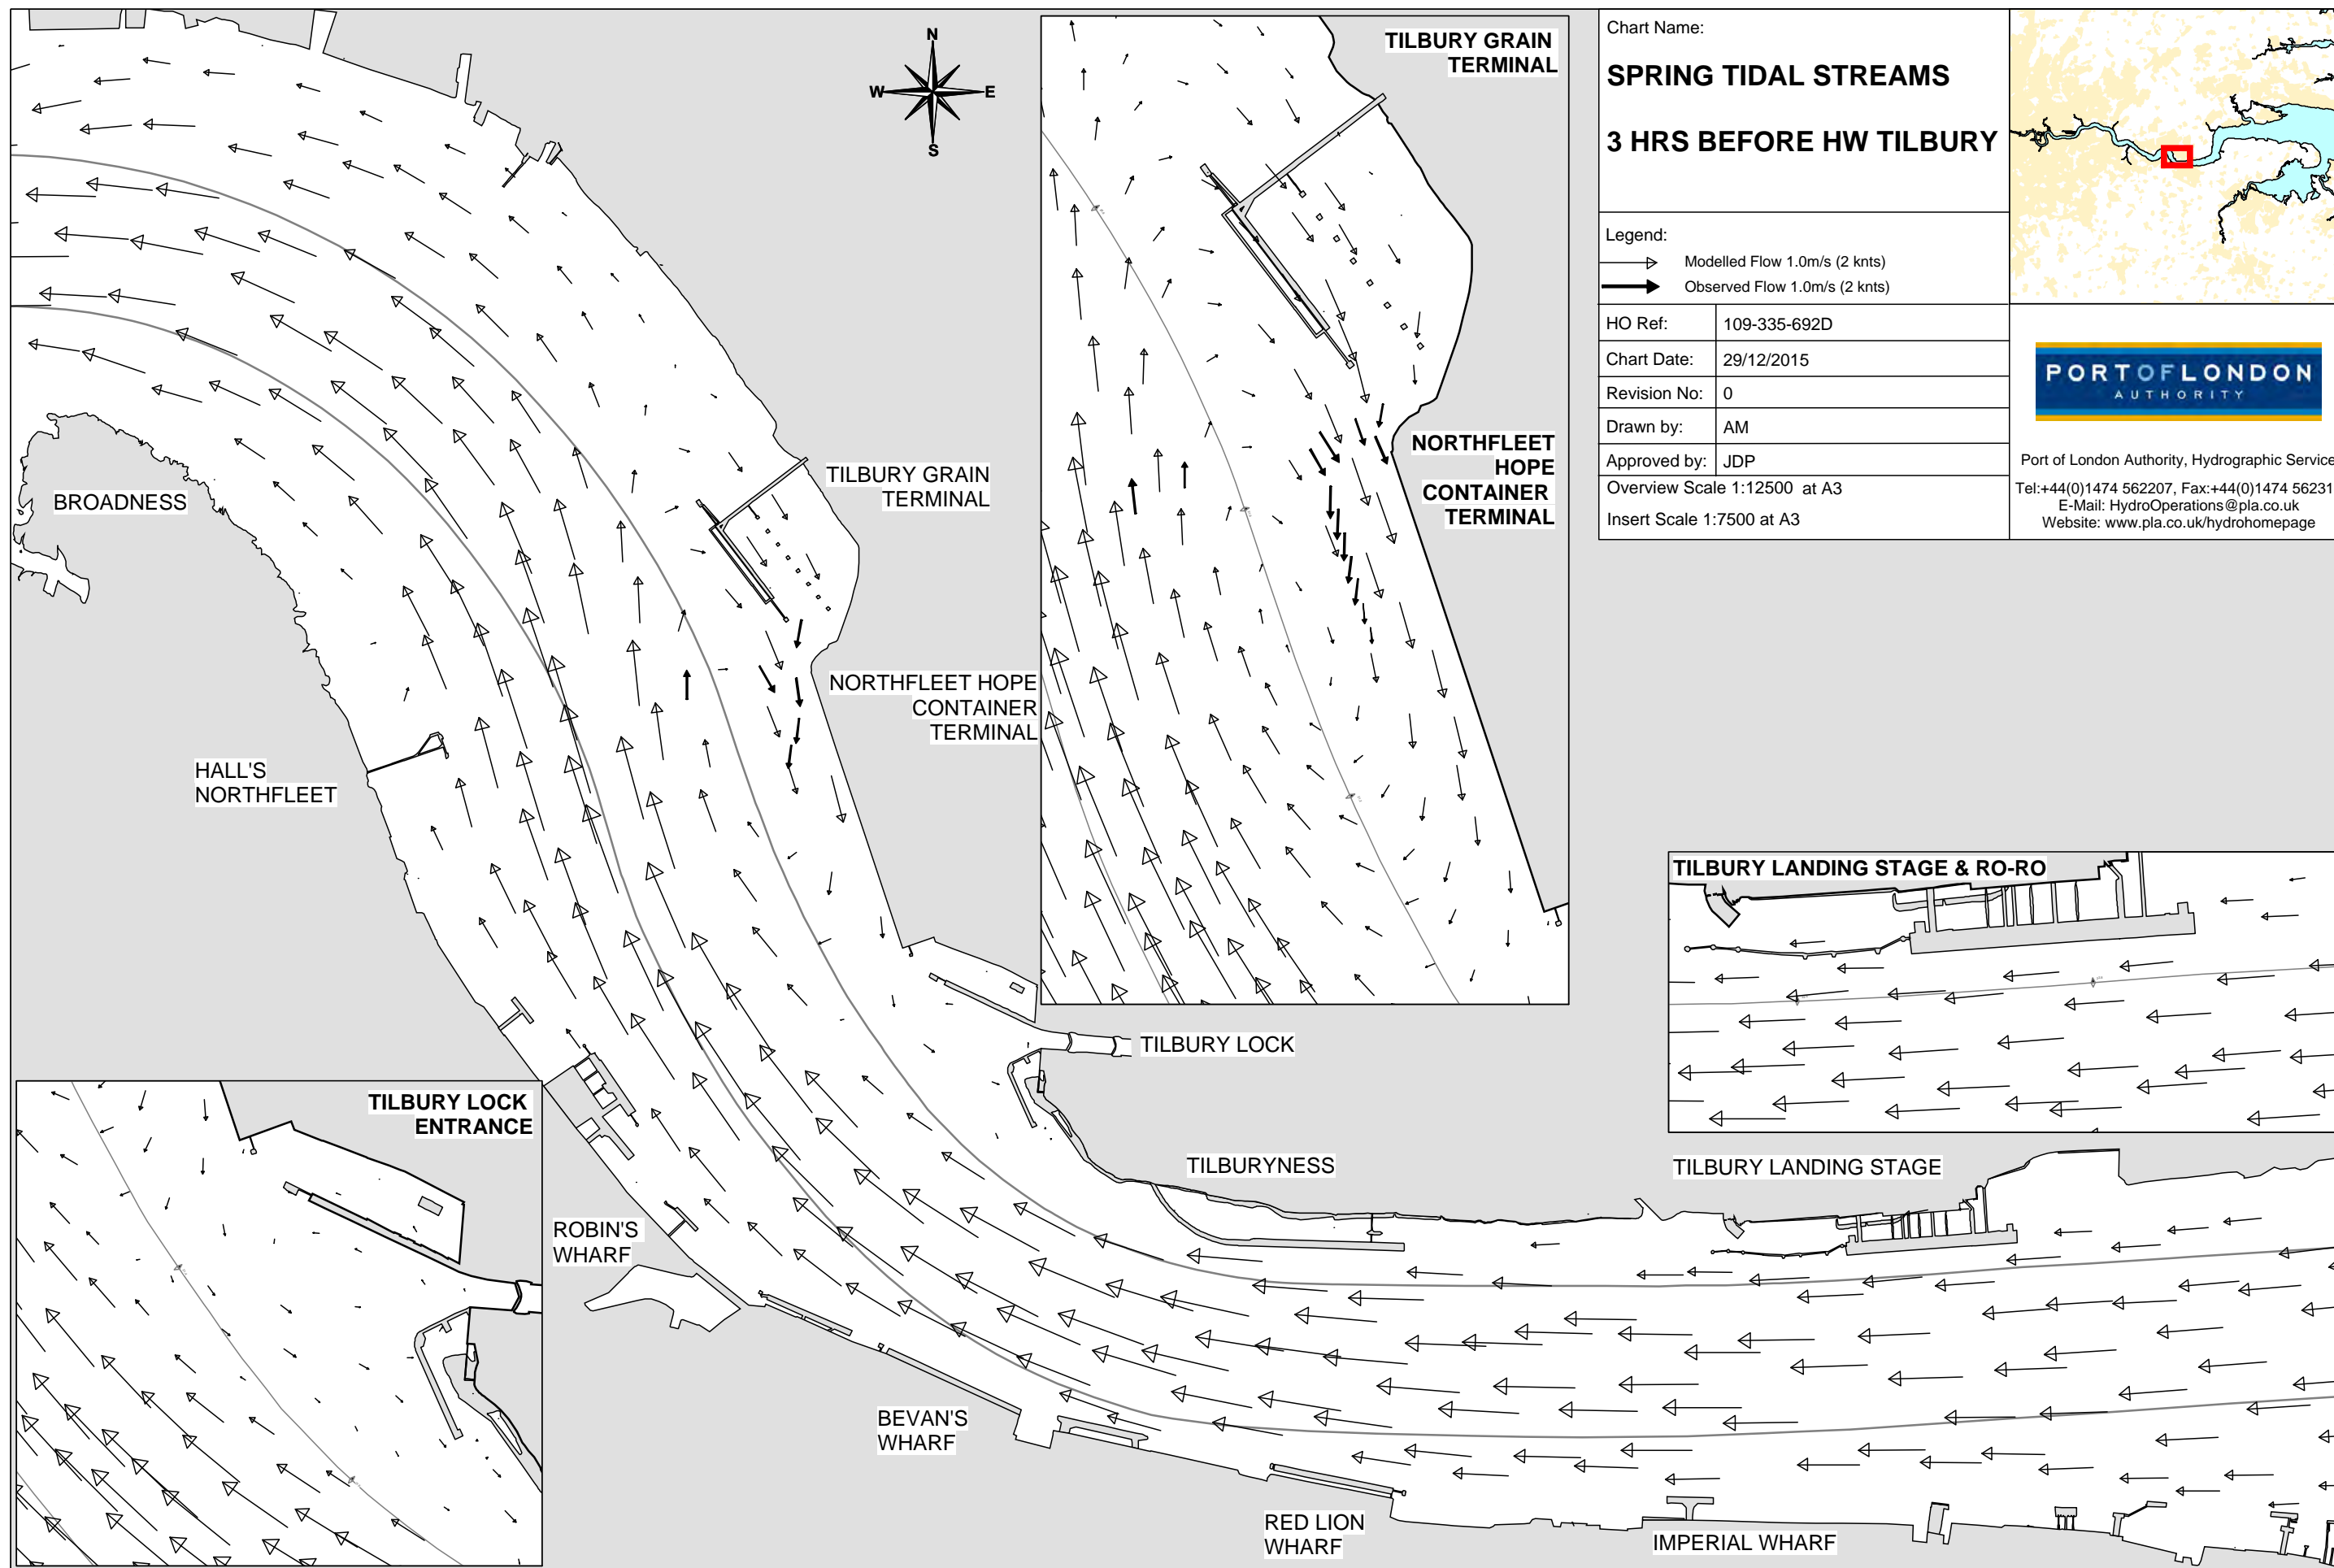 N
W
E
S
TILBURY GRAIN
TERMINAL
NORTHFLEET
HOPE
CONTAINER
TERMINAL
Chart Name:
SPRING TIDAL STREAMS
3 HRS BEFORE HW TILBURY
Legend:
Modelled Flow 1.0m/s (2 knts)
Observed Flow 1.0m/s (2 knts)
HO Ref:
109-335-692D
Chart Date:
29/12/2015
Revision No:
0
Drawn by:
AM
Approved by:
JDP
Overview Scale 1:12500 at A3
Insert Scale 1:7500 at A3
PORT OF LONDON
AUTHORITY
Port of London Authority, Hydrographic Service
Tel:+44(0)1474 562207, Fax:+44(0)1474 56231
E-Mail: HydroOperations@pla.co.uk
Website: www.pla.co.uk/hydrohomepage
BROADNESS
TILBURY GRAIN
TERMINAL
NORTHFLEET HOPE
CONTAINER
TERMINAL
HALL'S
NORTHFLEET
TILBURY LOCK
TILBURY LANDING STAGE & RO-RO
TILBURY LOCK
ENTRANCE
TILBURYNESS
TILBURY LANDING STAGE
ROBIN'S
WHARF
BEVAN'S
WHARF
RED LION
WHARF
IMPERIAL WHARF